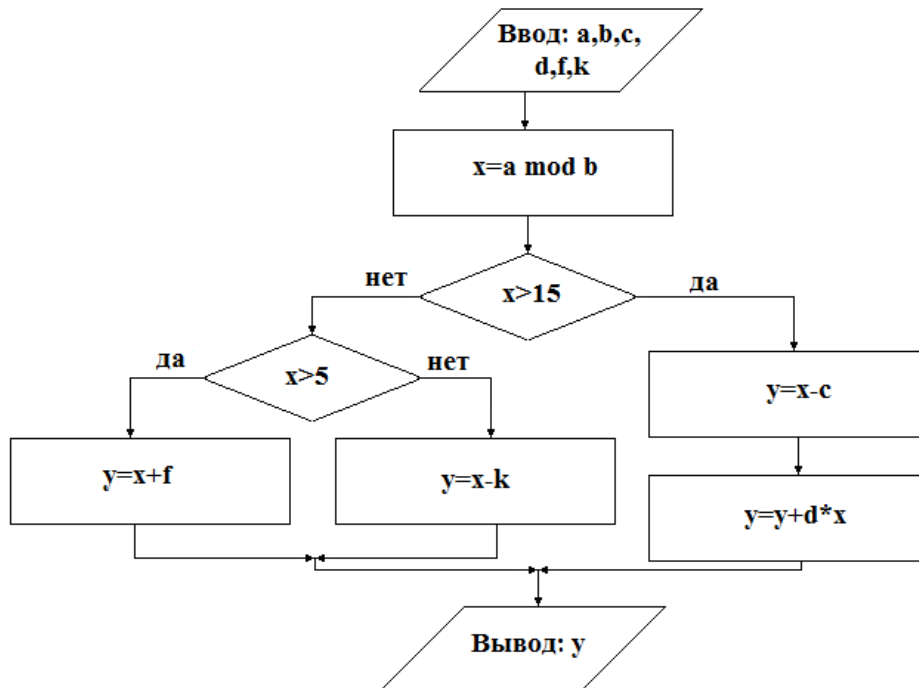 Ввод: a,b,c,
d,f,k
x=a mod b
нет
x>15
да
да
x>5
нет
y=x-c
y=x+f
y=x-k
y=y+d*x
Вывод: y